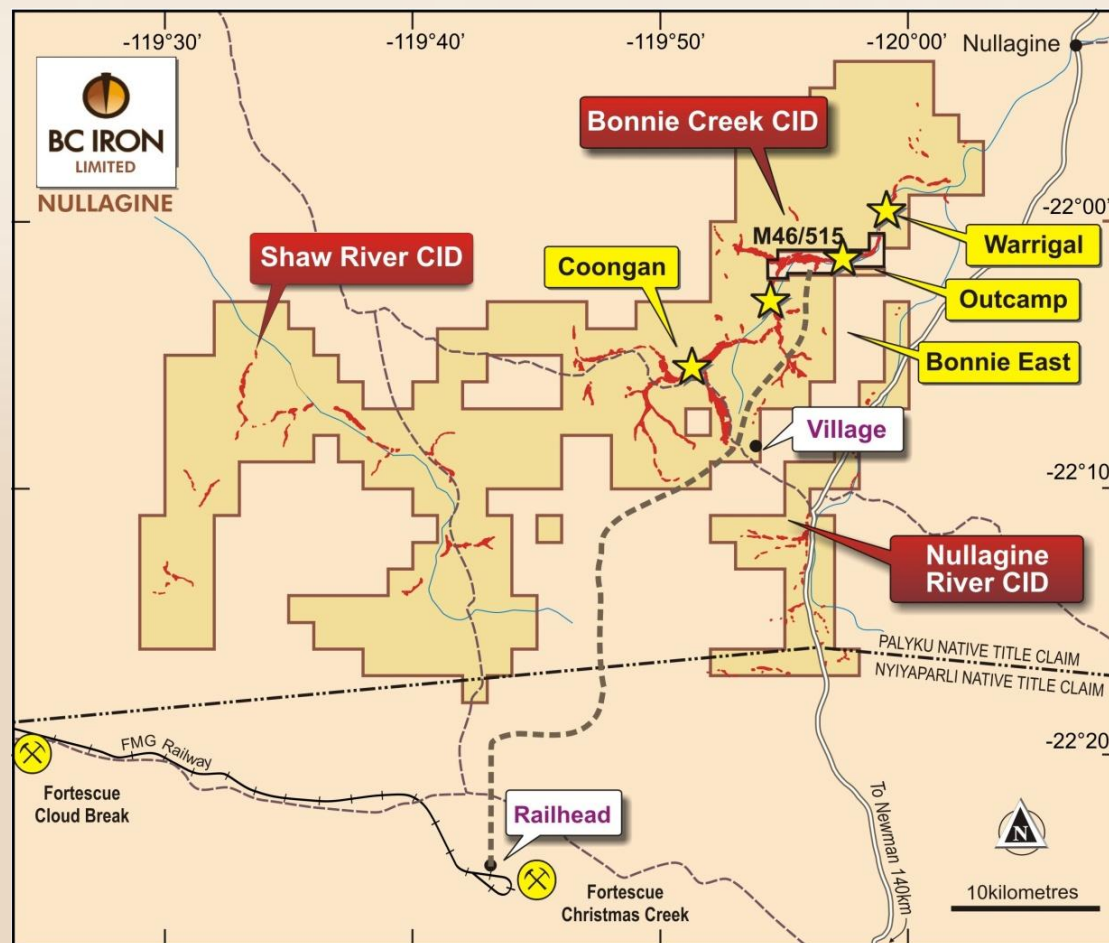 -119°30’
-119°40’
-119°50’
-120°00’
Nullagine
BC IRON
LIMITED
NULLAGINE
Bonnie Creek CID
-22°00’
M46/515
Warrigal
Shaw River CID
Coongan
Outcamp
Bonnie East
Village
-22°10’
Nullagine
River CID
PALYKU NATIVE TITLE CLAIM
NYIYAPARLI NATIVE TITLE CLAIM
-22°20’
FMG Railway
Fortescue
Cloud Break
Railhead
To Newman 140km
N
Fortescue
Christmas Creek
10kilometres